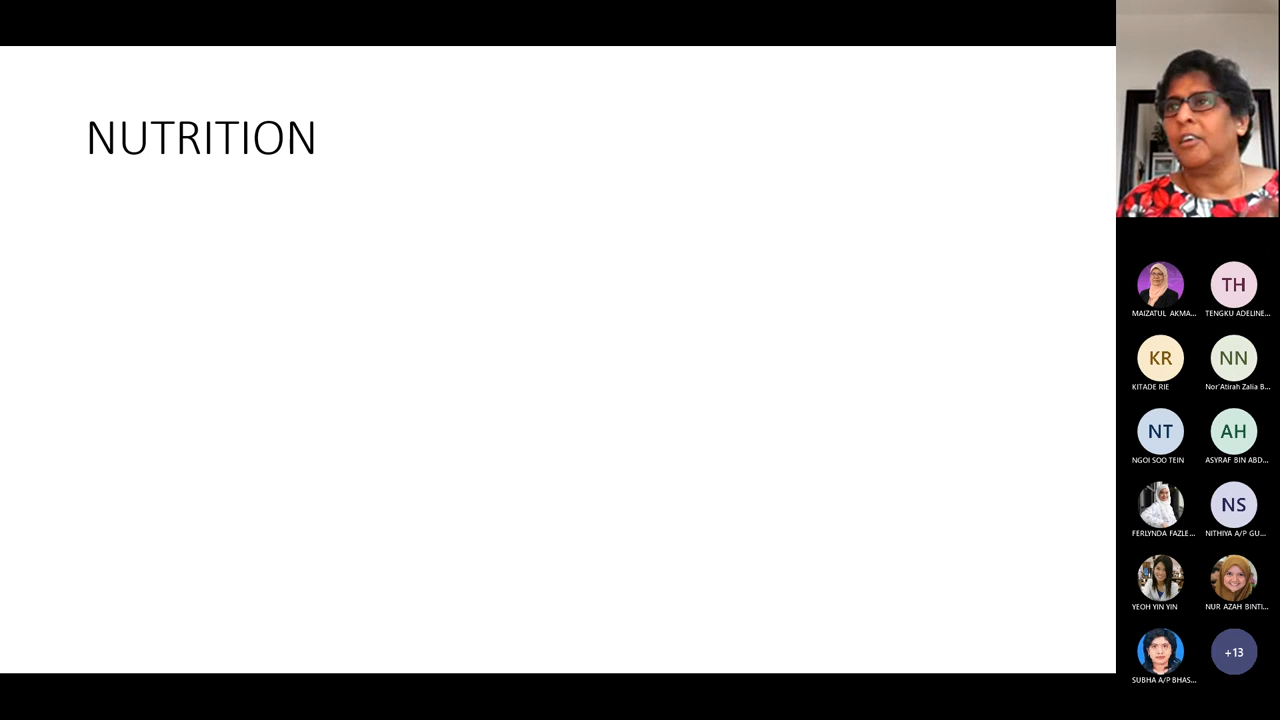 NUTRITION
MAIZATUL AKMA...
TH
TENGKU ADELINE...
KR
KITADE RIE
NN
Nor'Atirah Zalia B...
NT
NGOI SOO TEIN
AH
ASYRAF BIN ABD...
FERLYNDA FAZLE...
NS
NITHIYA A/P GU...
YEOH YIN YIN
NUR AZAH BINTI...
SUBHA A/P BHAS...
+13